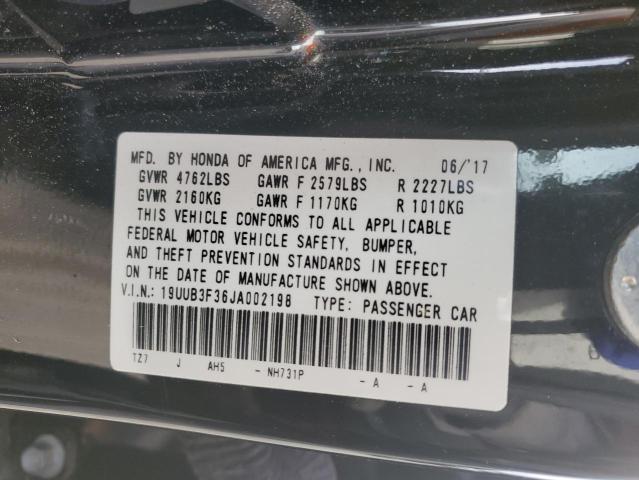 MFD. BY HONDA OF AMERICA MFG., INC. 06/'17
GVWR 4762LBS GAWR F 2579LBS R 2227LBS
GVWR 2160KG GAWR F 1170KG R 1010KG
THIS VEHICLE CONFORMS TO ALL APPLICABLE
FEDERAL MOTOR VEHICLE SAFETY, BUMPER,
AND THEFT PREVENTION STANDARDS IN EFFECT
ON THE DATE OF MANUFACTURE SHOWN ABOVE.
V.I.N.: 19UUB3F36JA002198 TYPE: PASSENGER CAR
TZ7 J AH5 - NH731P - A - A